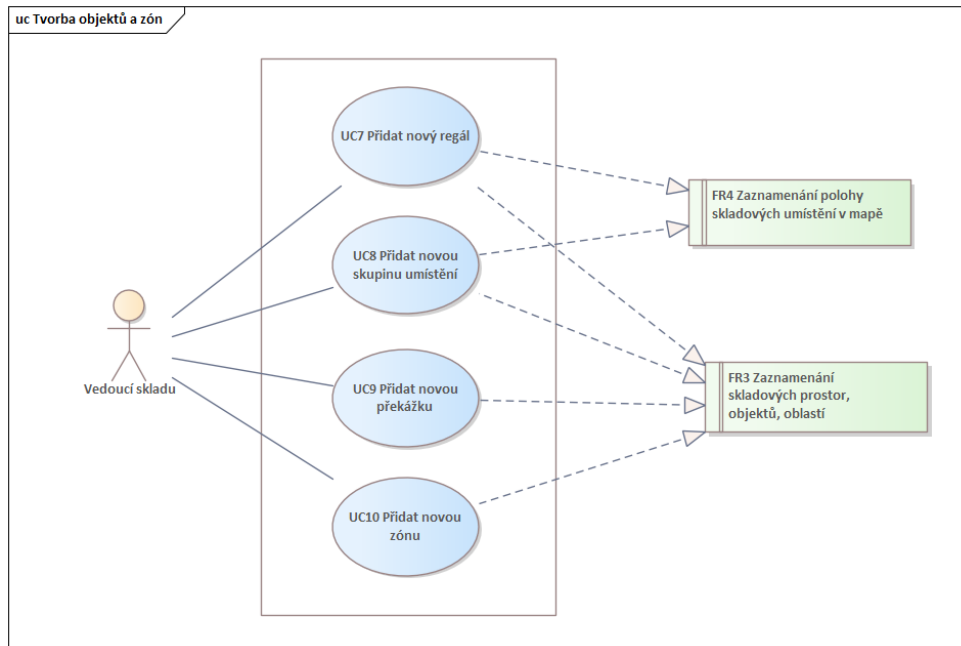 uc Tvorba objektů a zón
UC7 Přidat nový regál
FR4 Zaznamenání polohy
skladových umístění v mapě
UC8 Přidat novou
skupinu umístění
Vedoucí skladu
UC9 Přidat novou
překážku
FR3 Zaznamenání
skladových prostor,
objektů, oblastí
UC10 Přidat novou
zónu